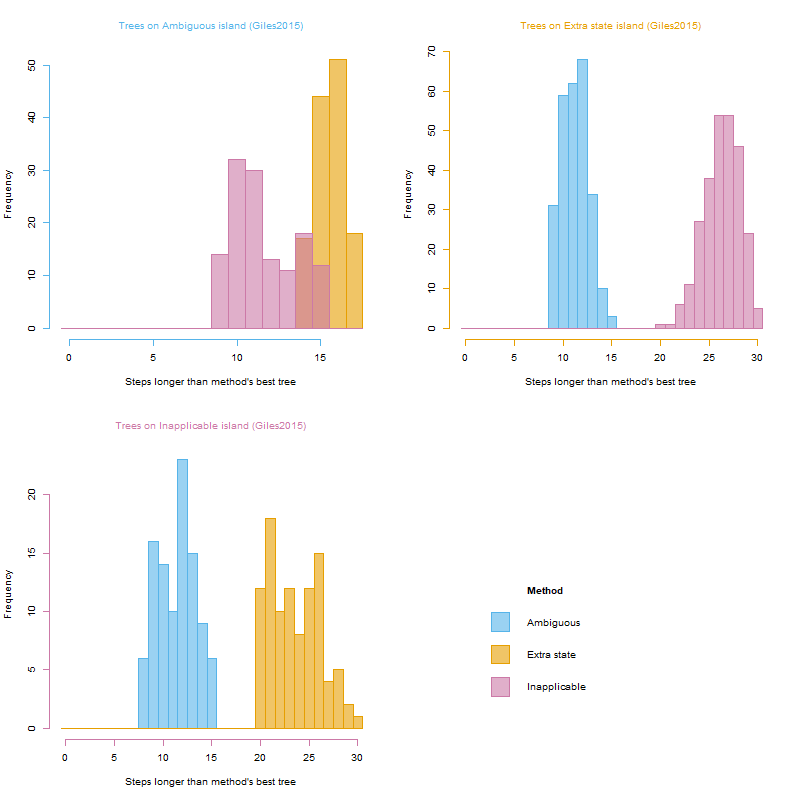 Trees on Ambiguous island (Giles2015)
Frequency
0
10
20
30
40
50
0 5 10 15
Steps longer than method's best tree
Trees on Extra state island (Giles2015)
Frequency
0
10
20
30
40
50
60
70
0 5 10 15 20 25 30
Steps longer than method's best tree
Trees on Inapplicable island (Giles2015)
Frequency
0
5
10
15
20
0 5 10 15 20 25 30
Steps longer than method's best tree
Method
Ambiguous
Extra state
Inapplicable